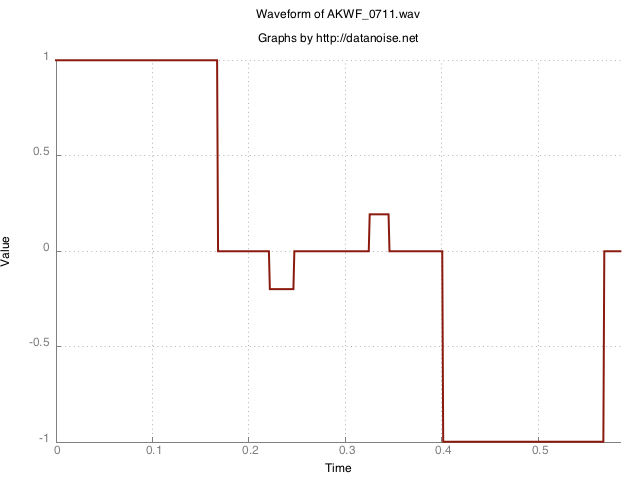 Waveform of AKWF_0711.wav
Graphs by http://datanoise.net
1
0.5
0
-0.5
-1
Value
0 0.1 0.2 0.3 0.4 0.5
Time